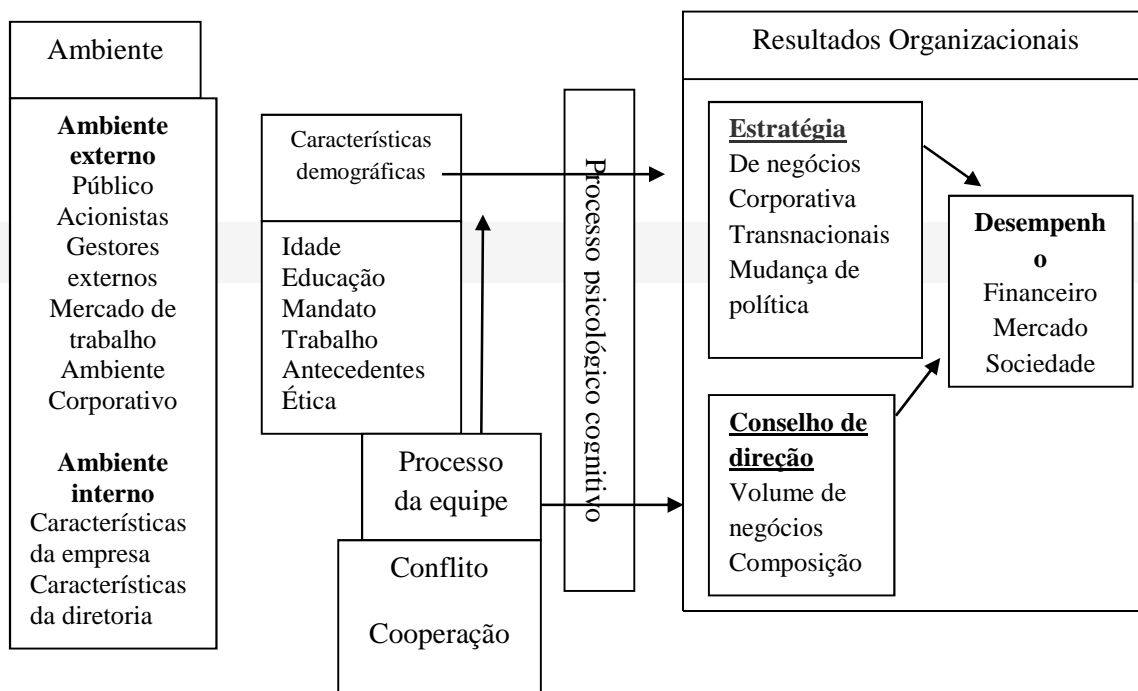 Ambiente
Ambiente
externo
Público
Acionistas
Gestores
externos
Mercado de
trabalho
Ambiente
Corporativo
Ambiente
interno
Características
da empresa
Características
da diretoria
Características
demográficas
Idade
Educação
Mandato
Trabalho
Antecedentes
Ética
Processo
da equipe
Conflito
Cooperação
Processo psicológico cognitivo
Resultados Organizacionais
Estratégia
De negócios
Corporativa
Transnacionais
Mudança de
política
Conselho de
direção
Volume de
negócios
Composição
Desempenh
o
Financeiro
Mercado
Sociedade